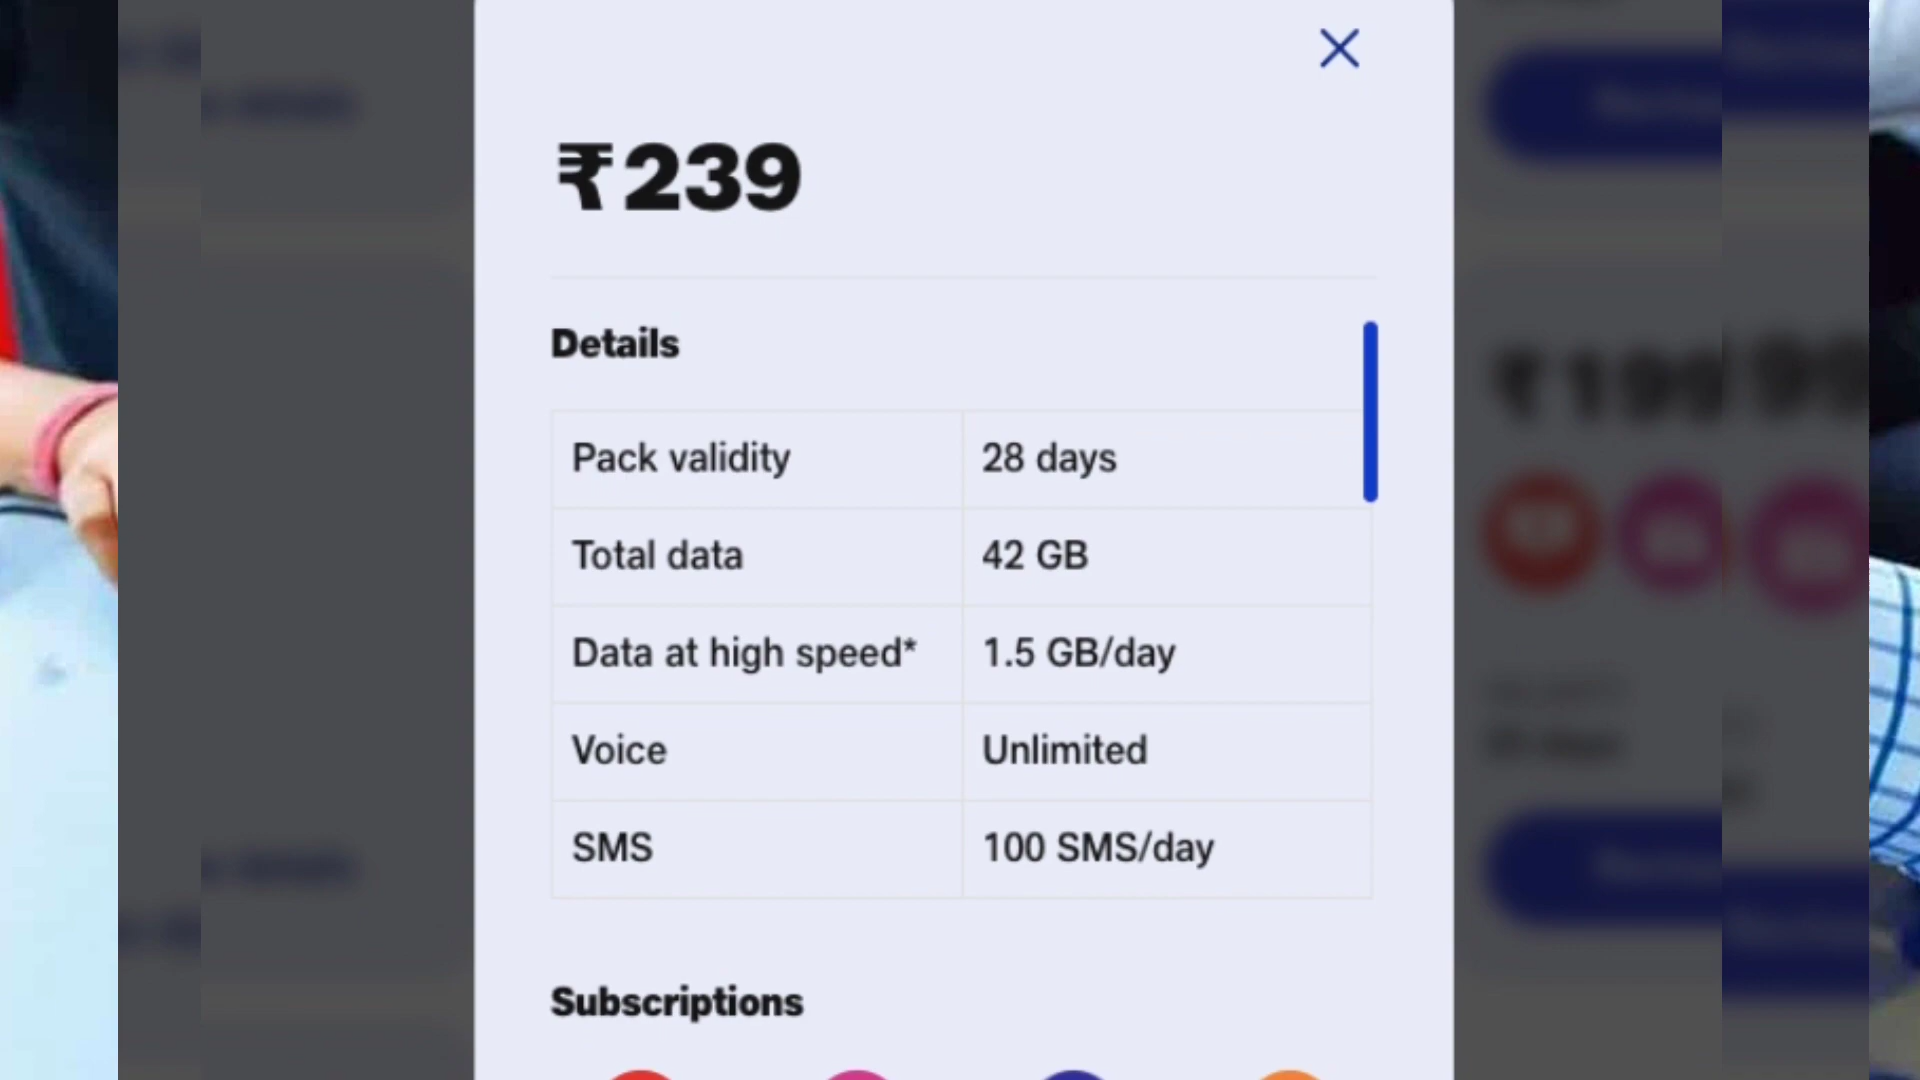 ₹239
Details
Pack validity 28 days
Total data 42 GB
Data at high speed* 1.5 GB/day
Voice Unlimited
SMS 100 SMS/day
Subscriptions